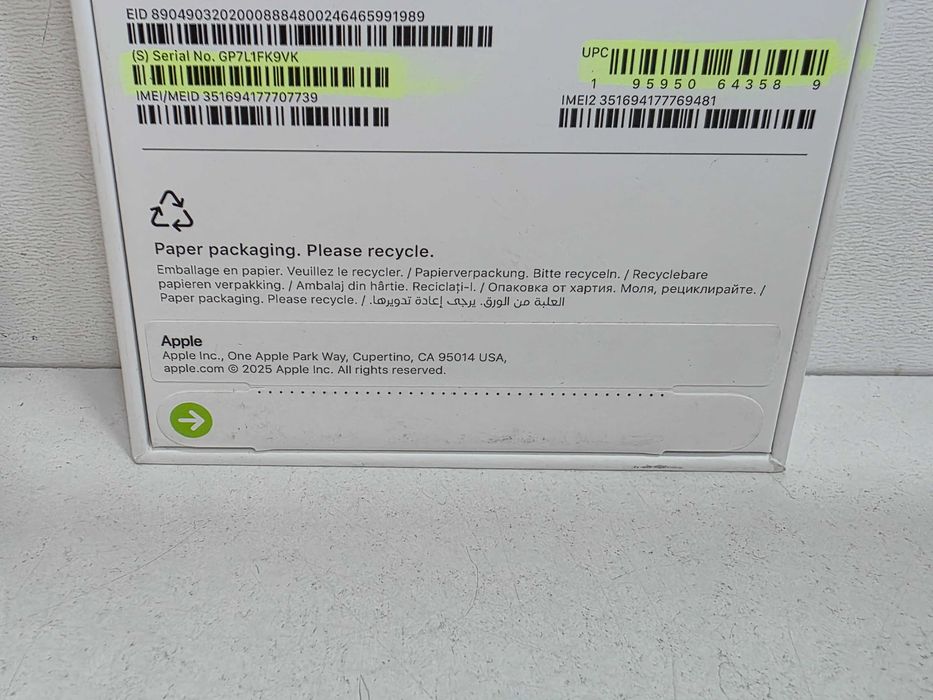 EID 89049032020008884800246465991989
(S) Serial No. GP7L1FK9VK
UPC
1 95950 64358 9
IMEI/MEID 351694177707739
IMEI2 351694177769481
Paper packaging. Please recycle.
Emballage en papier. Veuillez le recycler. / Papierverpackung. Bitte recyceln. / Recyclebare
papieren verpakking. / Ambalaj din hârtie. Reciclați-l. / Опаковка от хартия. Моля, рециклирайте. /
Paper packaging. Please recycle. / العلبة من الورق. يرجى إعادة تدويرها.
Apple
Apple Inc., One Apple Park Way, Cupertino, CA 95014 USA,
apple.com © 2025 Apple Inc. All rights reserved.